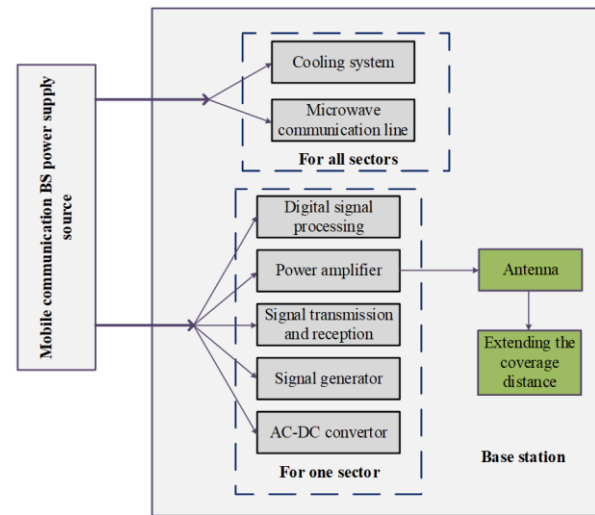 Mobile communication BS power supply
source
Cooling system
Microwave
communication line
For all sectors
Digital signal
processing
Power amplifier
Signal transmission
and reception
Signal generator
AC-DC convertor
For one sector
Antenna
Extending the
coverage
distance
Base station